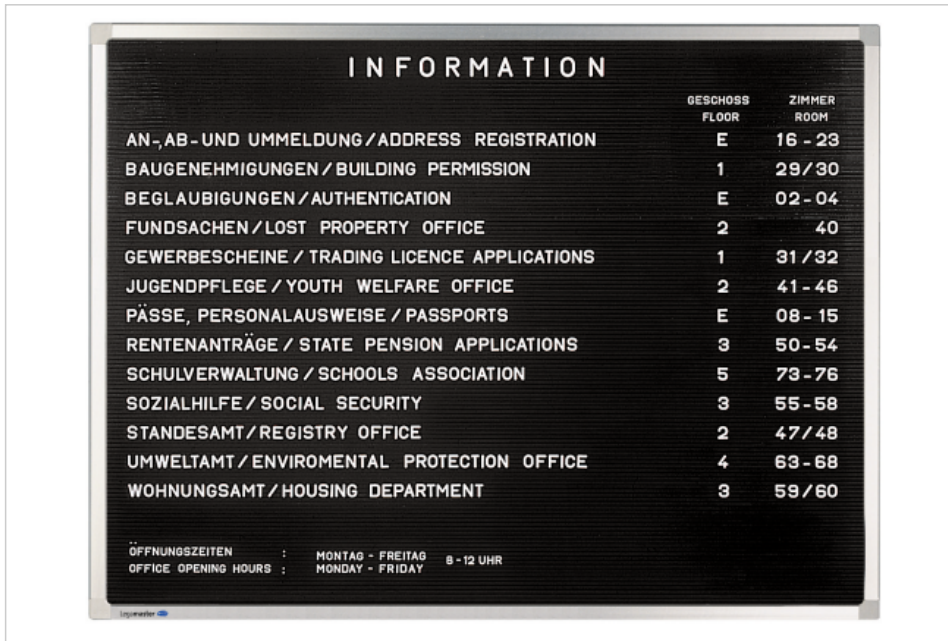 INFORMATION
GESCHOSS ZIMMER
FLOOR ROOM
AN-,AB-UND UMMELDUNG/ADDRESS REGISTRATION E 16-23
BAUGENEHMIGUNGEN/BUILDING PERMISSION 1 29/30
BEGLAUBIGUNGEN/AUTHENTICATION E 02-04
FUNDSACHEN/LOST PROPERTY OFFICE 2 40
GEWERBESCHEINE/TRADING LICENCE APPLICATIONS 1 31/32
JUGENDPFLEGE/YOUTH WELFARE OFFICE 2 41-46
PÄSSE, PERSONALAUSWEISE/PASSPORTS E 08-15
RENTENANTRÄGE/STATE PENSION APPLICATIONS 3 50-54
SCHULVERWALTUNG/SCHOOLS ASSOCIATION 5 73-76
SOZIALHILFE/SOCIAL SECURITY 3 55-58
STANDESAMT/REGISTRY OFFICE 2 47/48
UMWELTAMT/ENVIROMENTAL PROTECTION OFFICE 4 63-68
WOHNUNGSAMT/HOUSING DEPARTMENT 3 59/60
ÖFFNUNGSZEITEN : MONTAG - FREITAG 8-12 UHR
OFFICE OPENING HOURS : MONDAY - FRIDAY
Legamaster